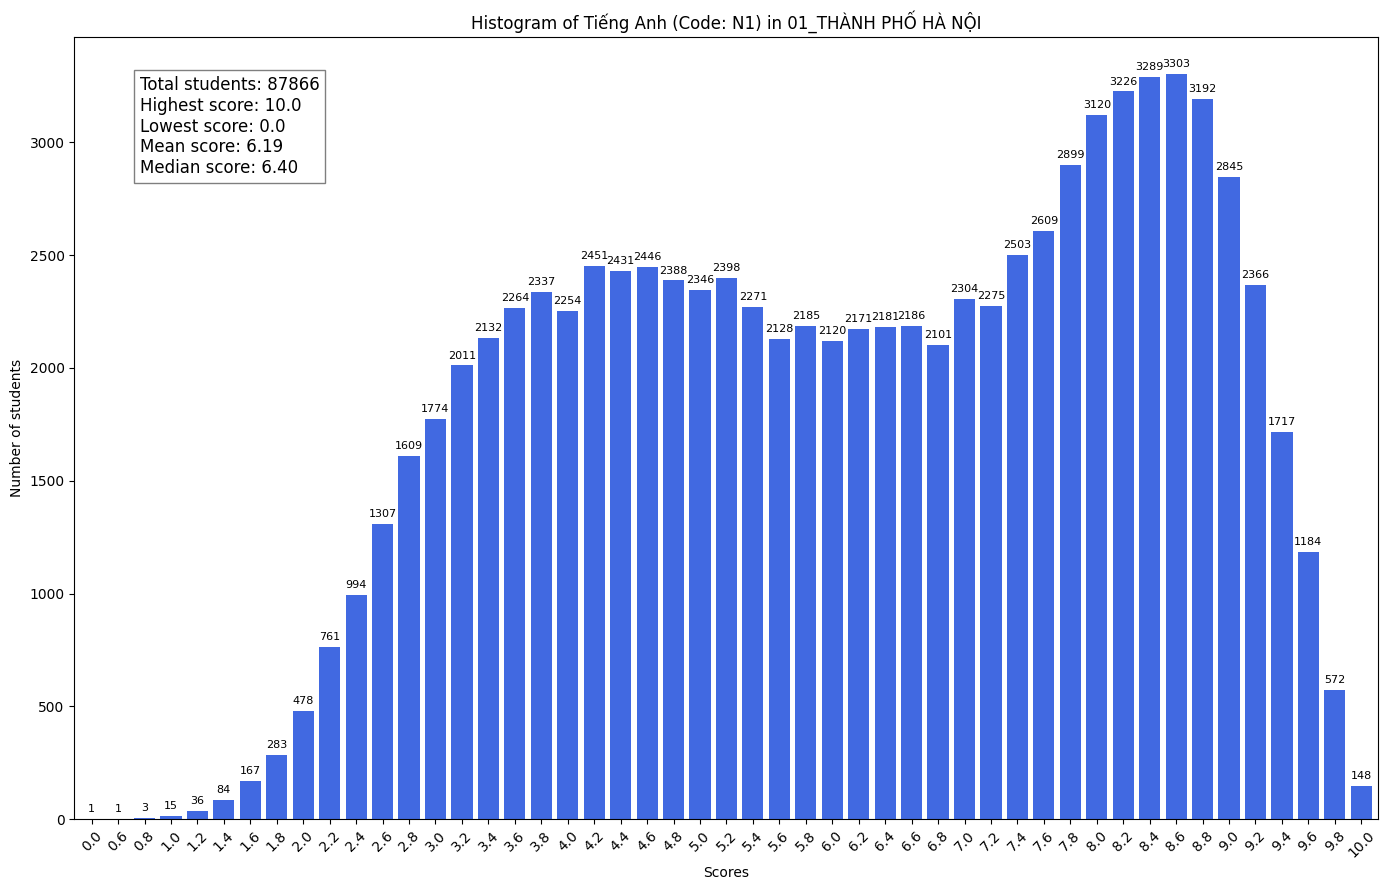 Histogram of Tiếng Anh (Code: N1) in 01_THÀNH PHỐ HÀ NỘI
Total students: 87866
Highest score: 10.0
Lowest score: 0.0
Mean score: 6.19
Median score: 6.40
Number of students
3000
2500
2000
1500
1000
500
0
1 1 3 15 36 84 167 283 478 761 994 1307 1609 1774 2011 2132 2264 2337 2254 2451 2431 2446 2388 2346 2398 2271 2128 2185 2120 2171 2181 2186 2101 2304 2275 2503 2609 2899 3120 3226 3289 3303 3192 2845 2366 1717 1184 572 148
0.0 0.6 0.8 1.0 1.2 1.4 1.6 1.8 2.0 2.2 2.4 2.6 2.8 3.0 3.2 3.4 3.6 3.8 4.0 4.2 4.4 4.6 4.8 5.0 5.2 5.4 5.6 5.8 6.0 6.2 6.4 6.6 6.8 7.0 7.2 7.4 7.6 7.8 8.0 8.2 8.4 8.6 8.8 9.0 9.2 9.4 9.6 9.8 10.0
Scores